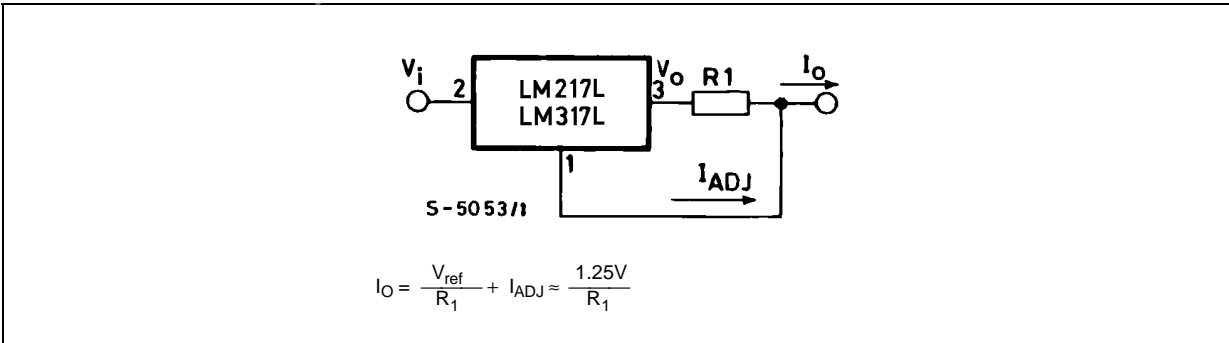 Vi
2
LM217L
LM317L
Vo
3
R1
IO
1
IADJ
S-5053/1
IO = Vref/R1 + IADJ ≈ 1.25V/R1